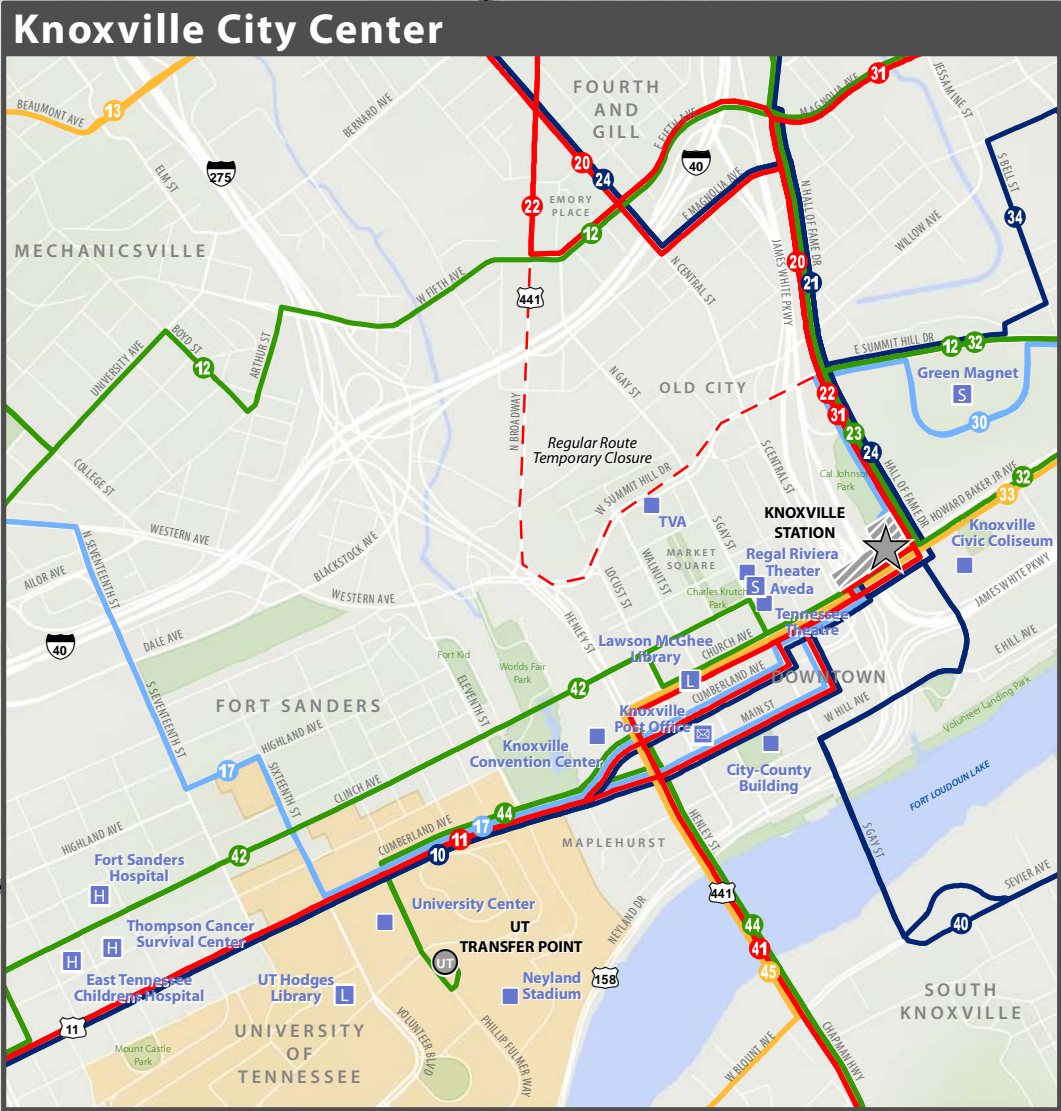 Knoxville City Center
BEAUMONT AVE
13
BERNARD AVE
FOURTH
AND
GILL
E FIFTH AVE
MAGNOLIA AVE
31
JESSAMINE ST
ELM ST
275
20
24
40
22
EMORY
PLACE
12
E MAGNOLIA AVE
N HALL OF FAME DR
S BELL ST
34
WILLOW AVE
MECHANICSVILLE
W FIFTH AVE
441
N CENTRAL ST
JAMES WHITE PKWY
20
21
UNIVERSITY AVE
BOYD ST
12
ARTHUR ST
E SUMMIT HILL DR
12
32
N GAY ST
OLD CITY
Green Magnet
S
30
22
31
23
24
N BROADWAY
Regular Route
Temporary Closure
W SUMMIT HILL DR
S CENTRAL ST
Cal Johnson
Park
HALL OF FAME DR
HOWARD BAKER JR AVE
32
33
COLLEGE ST
WESTERN AVE
N SEVENTEENTH ST
BLACKSTOCK AVE
TVA
S GAY ST
KNOXVILLE
STATION
Knoxville
Civic Coliseum
AILOR AVE
WESTERN AVE
LOCUST ST
WALNUT ST
MARKET
SQUARE
Regal Riviera
Theater
S
Aveda
Charles Krutch
Park
JAMES WHITE PKWY
40
DALE AVE
HENLEY ST
Tennessee
Theatre
E HILL AVE
Fort Kid
Worlds Fair
Park
Lawson McGhee
Library
L
CHURCH AVE
CUMBERLAND AVE
DOWNTOWN
S SEVENTEENTH ST
FORT SANDERS
ELEVENTH ST
42
Knoxville
Post Office
MAIN ST
W HILL AVE
Volunteer Landing Park
HIGHLAND AVE
17
SIXTEENTH ST
CLINCH AVE
Knoxville
Convention Center
City-County
Building
FORT LOUDOUN LAKE
HIGHLAND AVE
42
CUMBERLAND AVE
44
17
11
10
MAPLEHURST
HENLEY ST
S GAY ST
Fort Sanders
Hospital
H
441
SEVIER AVE
University Center
UT
TRANSFER POINT
UT
NEYLAND DR
44
41
45
40
Thompson Cancer
Survival Center
H
H
East Tennessee
Childrens Hospital
UT Hodges
Library
L
Neyland
Stadium
158
SOUTH
KNOXVILLE
11
Mount Castle
Park
UNIVERSITY
OF
TENNESSEE
VOLUNTEER BLVD
PHILLIP FULMER WAY
W BLOUNT AVE
CHAPMAN HWY